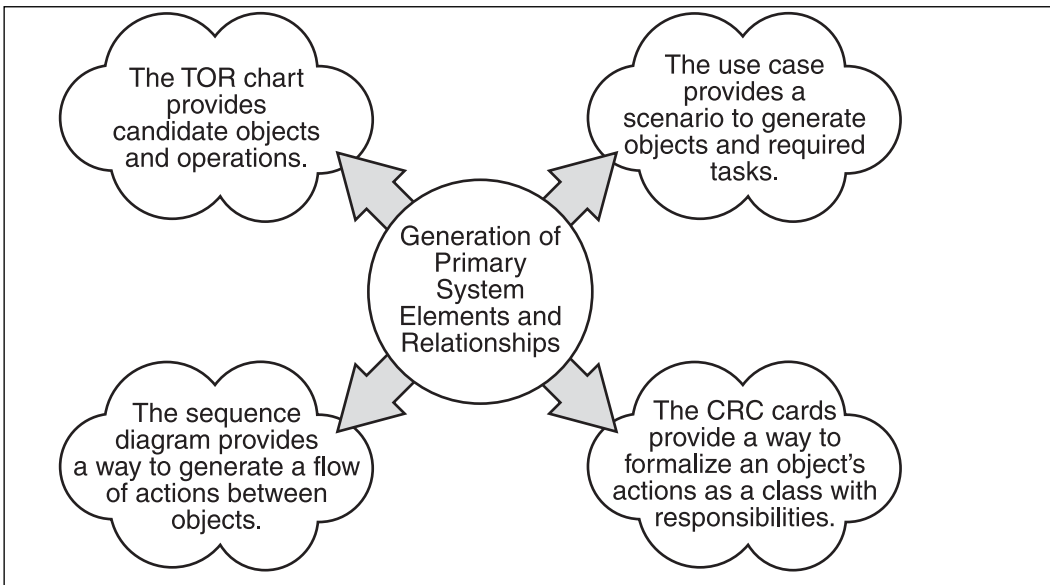 The TOR chart
provides
candidate objects
and operations.
The use case
provides a
scenario to generate
objects and required
tasks.
Generation of
Primary
System
Elements and
Relationships
The sequence
diagram provides
a way to generate a flow
of actions between
objects.
The CRC cards
provide a way to
formalize an object's
actions as a class with
responsibilities.